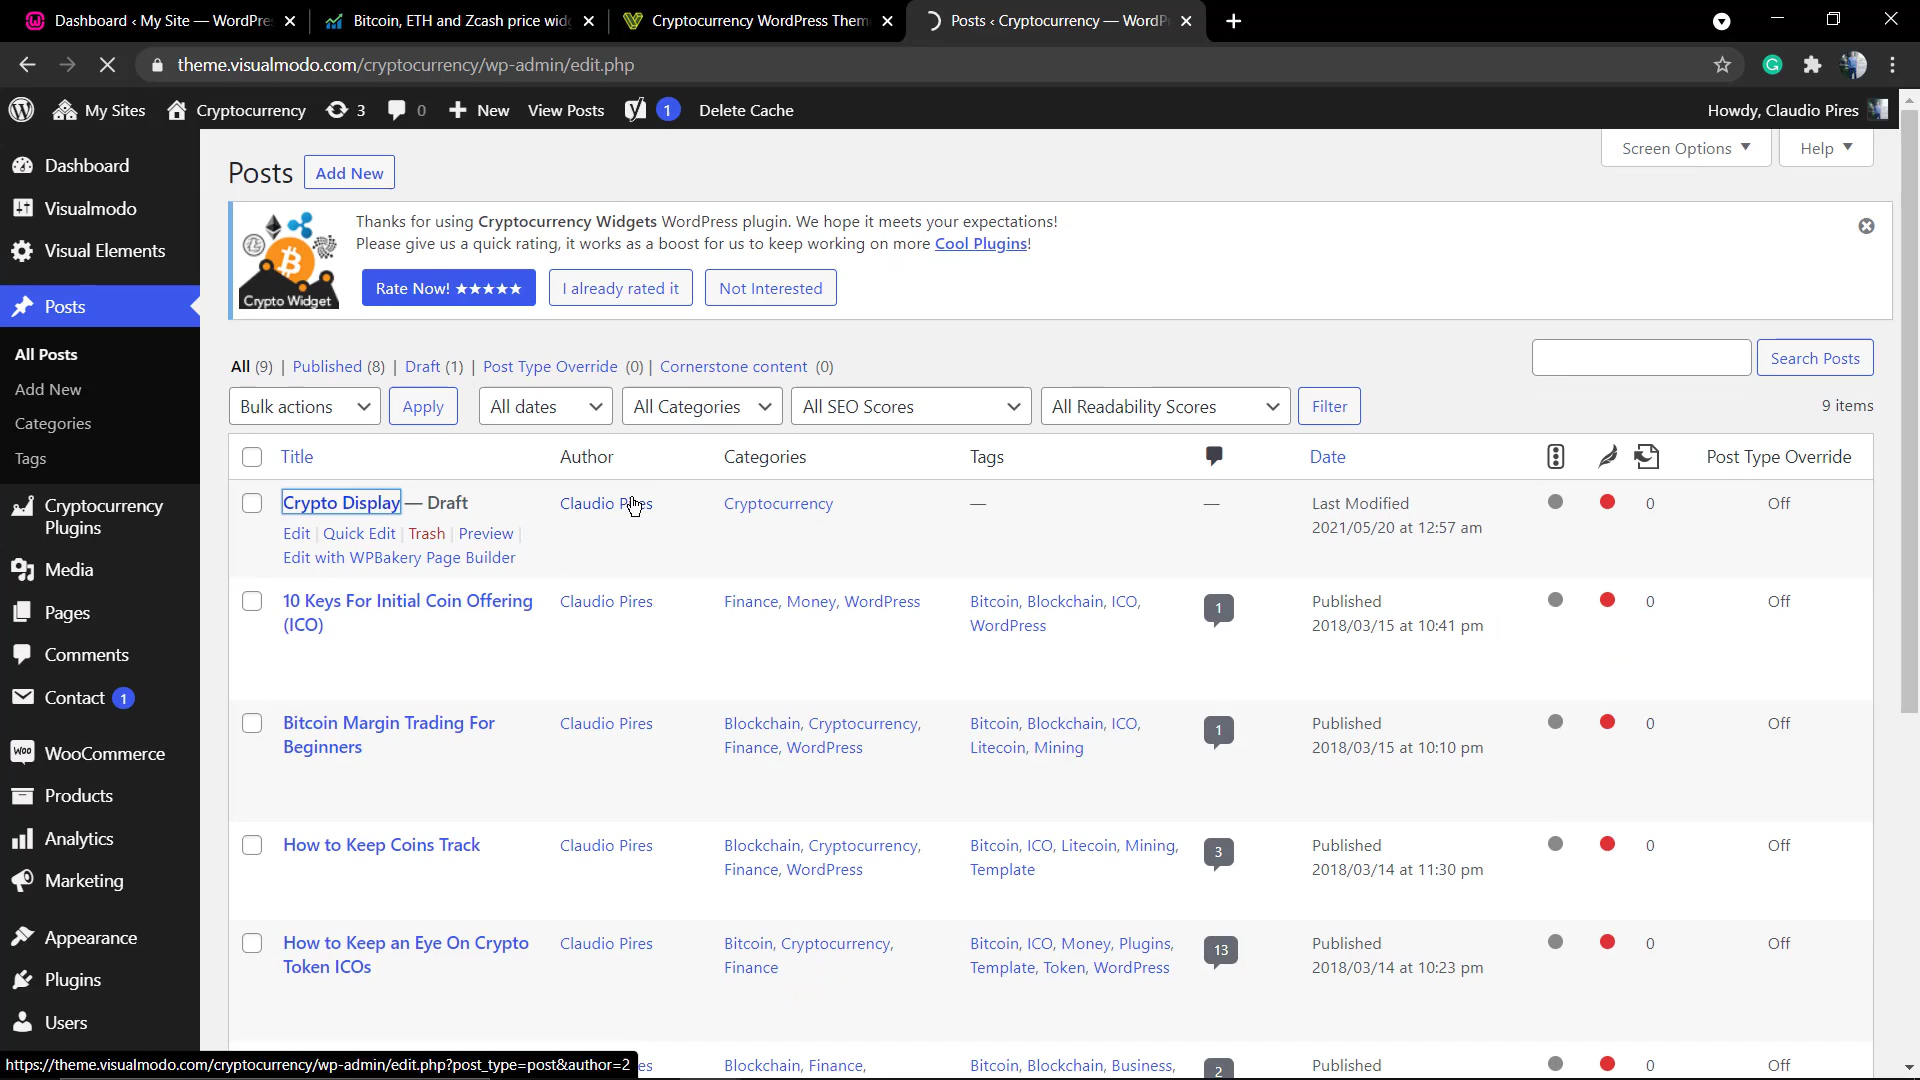 Dashboard ‹ My Site — WordPre
Bitcoin, ETH and Zcash price wid
Cryptocurrency WordPress Them
Posts ‹ Cryptocurrency — WordP
theme.visualmodo.com/cryptocurrency/wp-admin/edit.php
My Sites
Cryptocurrency
3
0
New
View Posts
1
Delete Cache
Howdy, Claudio Pires
Dashboard
Visualmodo
Visual Elements
Posts
All Posts
Add New
Categories
Tags
Cryptocurrency
Plugins
Media
Pages
Comments
Contact 1
WooCommerce
Products
Analytics
Marketing
Appearance
Plugins
Users
Posts
Add New
Screen Options
Help
Crypto Widget
Thanks for using Cryptocurrency Widgets WordPress plugin. We hope it meets your expectations!
Please give us a quick rating, it works as a boost for us to keep working on more Cool Plugins!
Rate Now! ★★★★★
I already rated it
Not Interested
All (9) | Published (8) | Draft (1) | Post Type Override (0) | Cornerstone content (0)
Search Posts
Bulk actions
Apply
All dates
All Categories
All SEO Scores
All Readability Scores
Filter
9 items
Title Author Categories Tags Date Post Type Override
Crypto Display — Draft
Edit | Quick Edit | Trash | Preview |
Edit with WPBakery Page Builder
Claudio Pires
Cryptocurrency
—
—
Last Modified
2021/05/20 at 12:57 am
0
Off
10 Keys For Initial Coin Offering
(ICO)
Claudio Pires
Finance, Money, WordPress
Bitcoin, Blockchain, ICO,
WordPress
1
Published
2018/03/15 at 10:41 pm
0
Off
Bitcoin Margin Trading For
Beginners
Claudio Pires
Blockchain, Cryptocurrency,
Finance, WordPress
Bitcoin, Blockchain, ICO,
Litecoin, Mining
1
Published
2018/03/15 at 10:10 pm
0
Off
How to Keep Coins Track
Claudio Pires
Blockchain, Cryptocurrency,
Finance, WordPress
Bitcoin, ICO, Litecoin, Mining,
Template
3
Published
2018/03/14 at 11:30 pm
0
Off
How to Keep an Eye On Crypto
Token ICOs
Claudio Pires
Bitcoin, Cryptocurrency,
Finance
Bitcoin, ICO, Money, Plugins,
Template, Token, WordPress
13
Published
2018/03/14 at 10:23 pm
0
Off
es
Blockchain, Finance,
Bitcoin, Blockchain, Business,
2
Published
0
Off
https://theme.visualmodo.com/cryptocurrency/wp-admin/edit.php?post_type=post&author=2